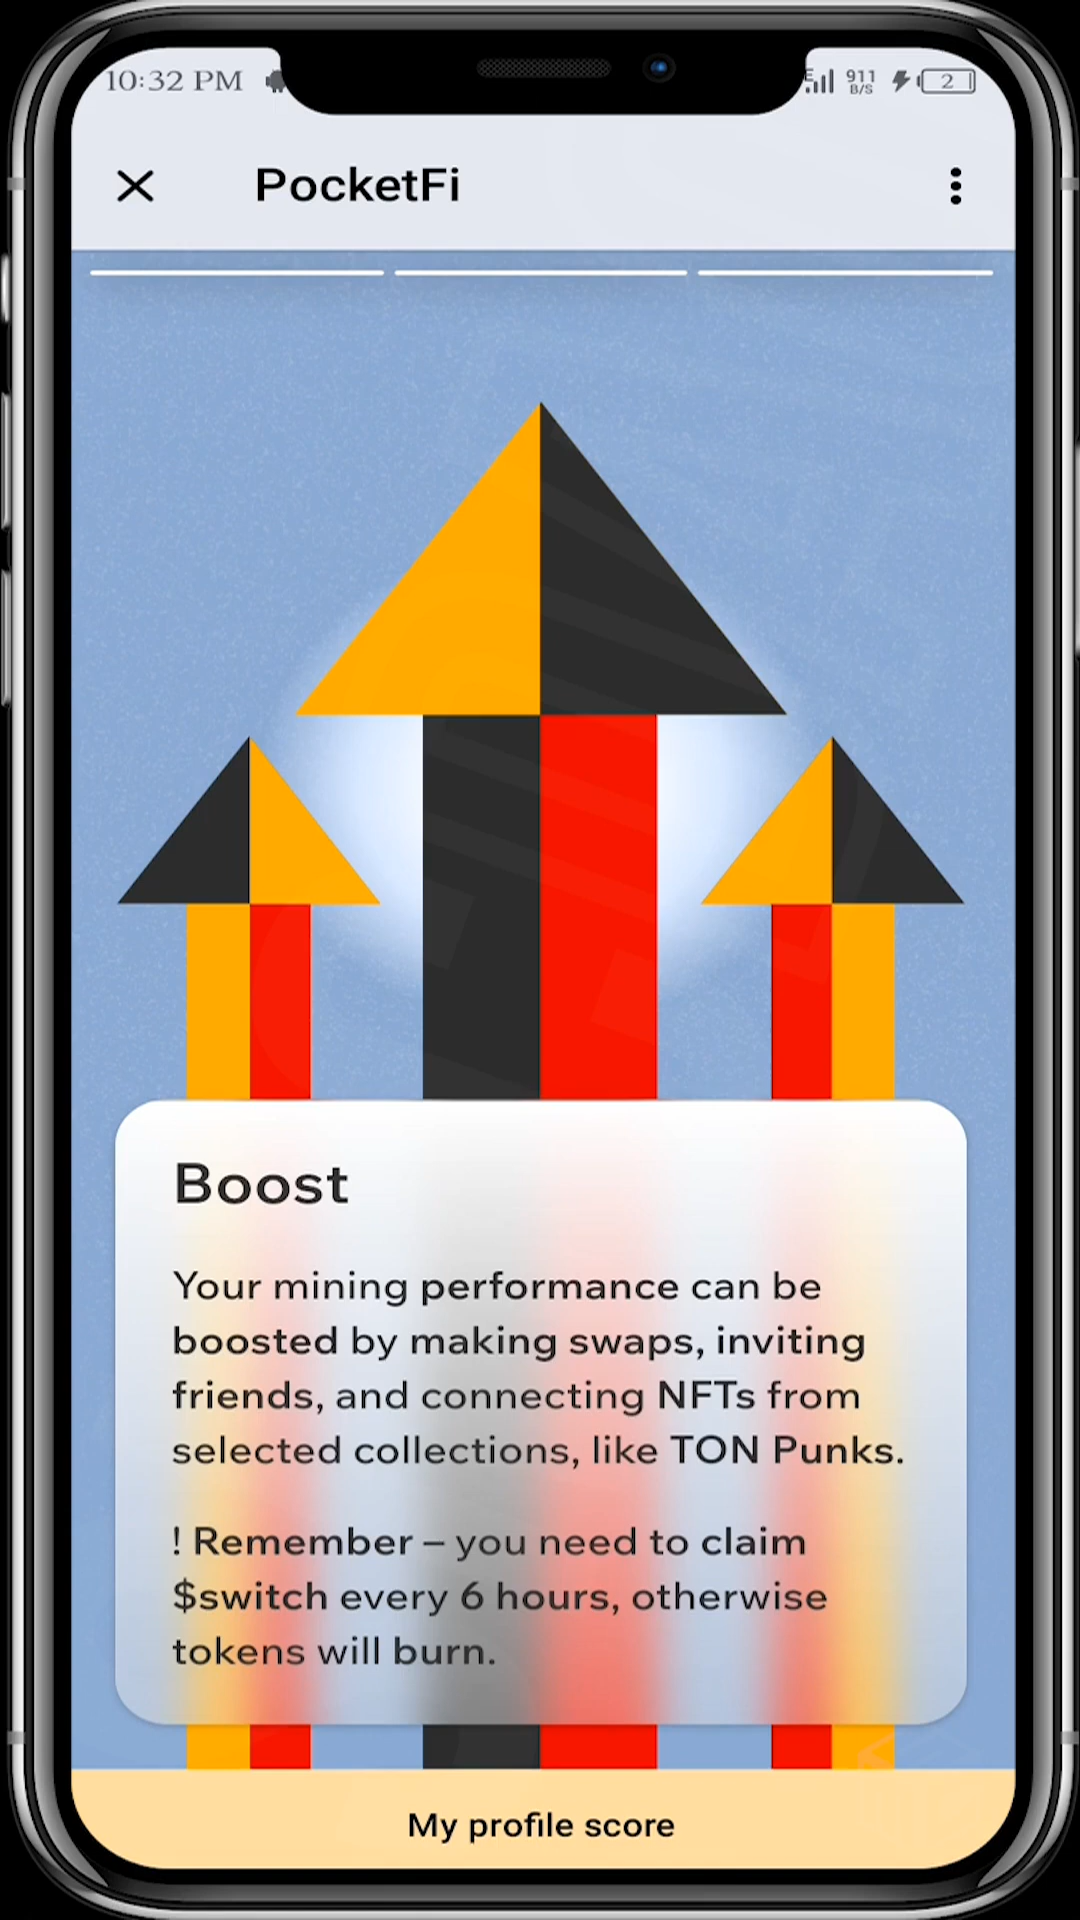 10:32 PM
911
B/S
2
PocketFi
Boost
Your mining performance can be
boosted by making swaps, inviting
friends, and connecting NFTs from
selected collections, like TON Punks.
! Remember – you need to claim
$switch every 6 hours, otherwise
tokens will burn.
My profile score